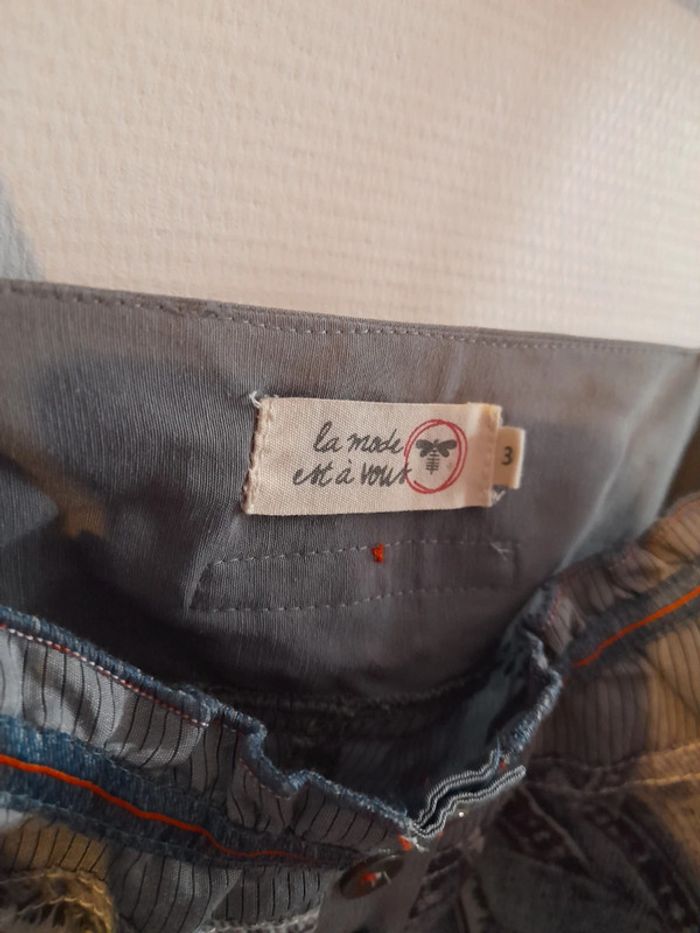 la mode
est à vous
3